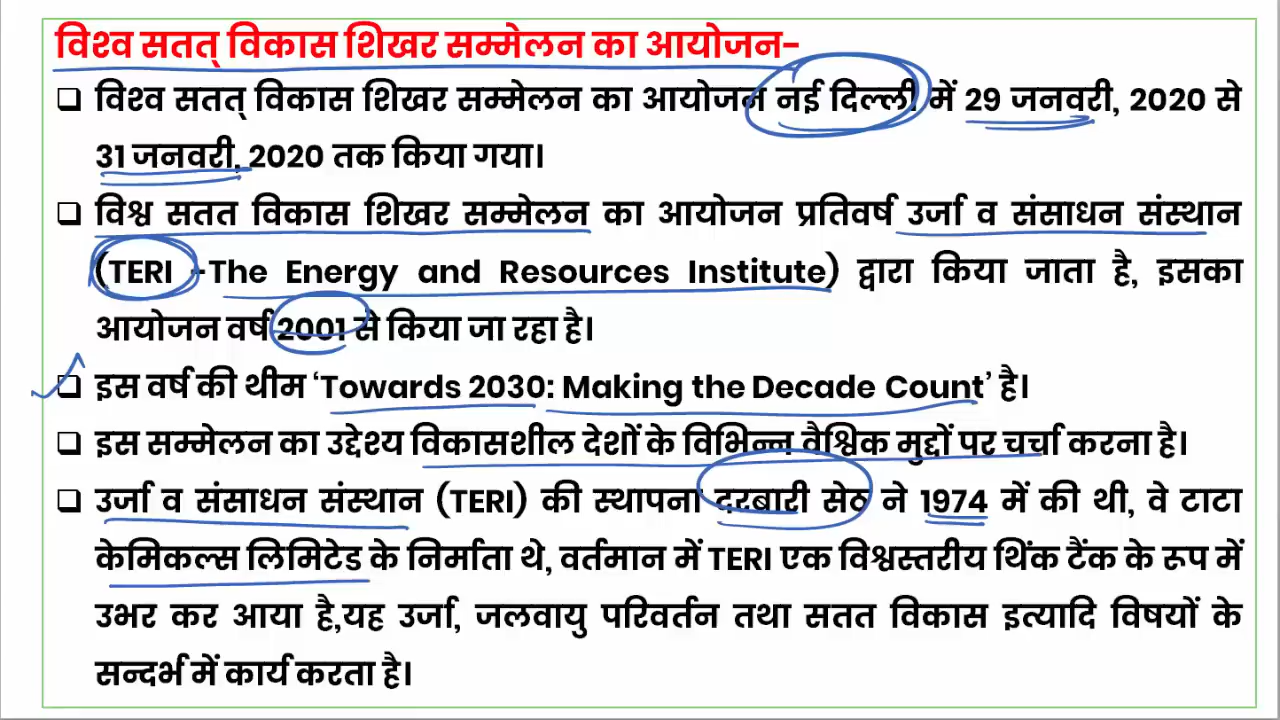 विश्व सतत् विकास शिखर सम्मेलन का आयोजन-
❑ विश्व सतत् विकास शिखर सम्मेलन का आयोजन नई दिल्ली में 29 जनवरी, 2020 से
31 जनवरी, 2020 तक किया गया।
❑ विश्व सतत विकास शिखर सम्मेलन का आयोजन प्रतिवर्ष उर्जा व संसाधन संस्थान
(TERI -The Energy and Resources Institute) द्वारा किया जाता है, इसका
आयोजन वर्ष 2001 से किया जा रहा है।
❑ इस वर्ष की थीम ‘Towards 2030: Making the Decade Count’ है।
❑ इस सम्मेलन का उद्देश्य विकासशील देशों के विभिन्न वैश्विक मुद्दों पर चर्चा करना है।
❑ उर्जा व संसाधन संस्थान (TERI) की स्थापना दरबारी सेठ ने 1974 में की थी, वे टाटा
केमिकल्स लिमिटेड के निर्माता थे, वर्तमान में TERI एक विश्वस्तरीय थिंक टैंक के रूप में
उभर कर आया है,यह उर्जा, जलवायु परिवर्तन तथा सतत विकास इत्यादि विषयों के
सन्दर्भ में कार्य करता है।